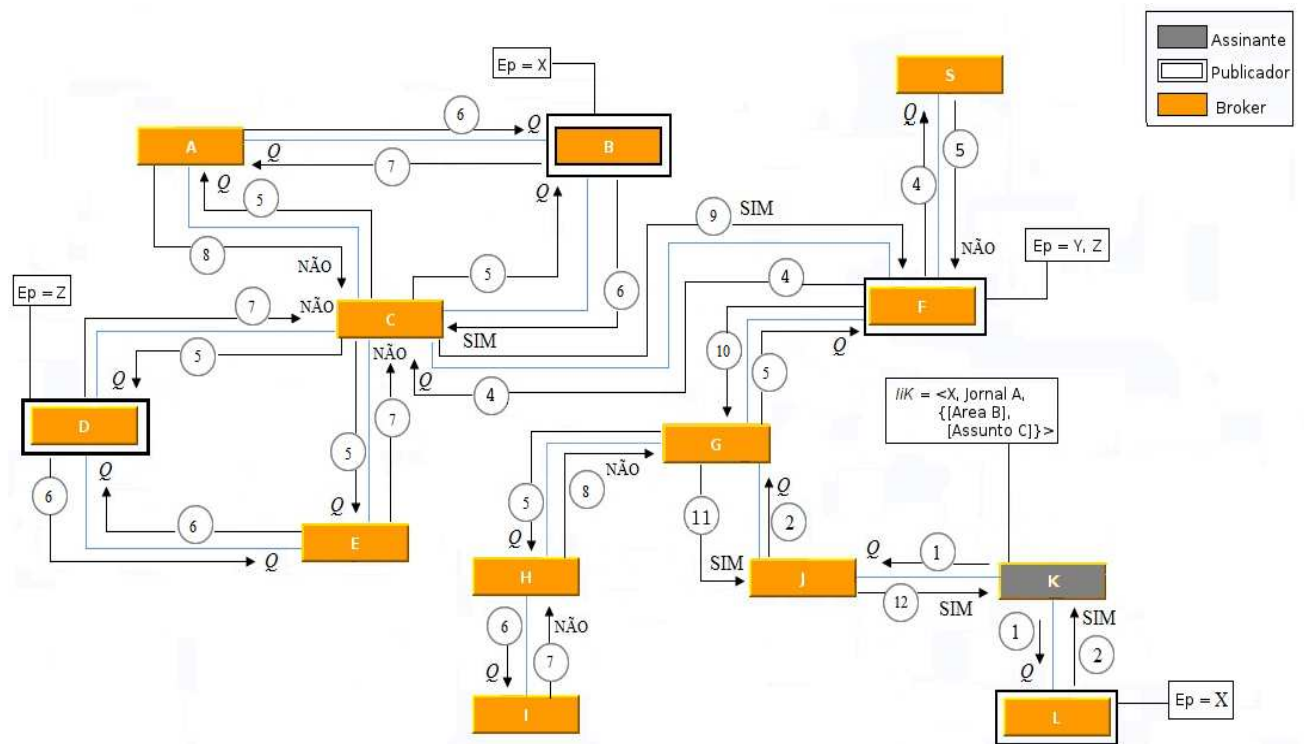 Ep = X
S
Assinante
Publicador
Broker
6
Q
A
Q
7
B
Q
4
5
Q
5
Q
9
SIM
8
NÃO
5
6
4
NÃO
Ep = Y, Z
Ep = Z
7
NÃO
C
SIM
F
5
NÃO
10
5
Q
Q
Q
4
IiK = <X, Jornal A,
{[Area B],
[Assunto C]}>
D
5
7
G
Q
NÃO
6
6
Q
5
8
11
2
Q
E
Q
Q
SIM
J
Q
1
K
H
12
SIM
6
NÃO
1
SIM
Q
7
Q
2
I
L
Ep = X